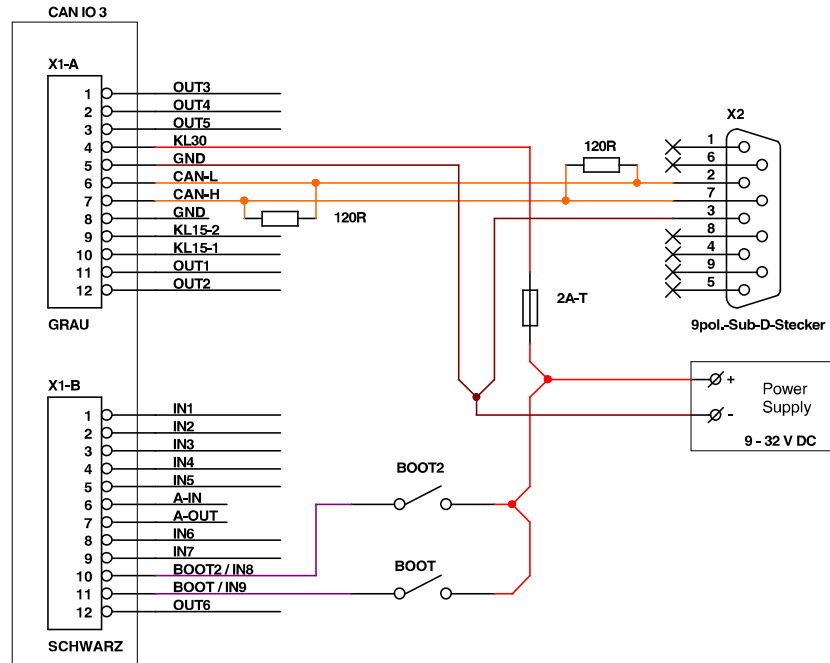 CAN IO 3
X1-A
1 OUT3
2 OUT4
3 OUT5
4 KL30
5 GND
6 CAN-L
7 CAN-H
8 GND
9 KL15-2
10 KL15-1
11 OUT1
12 OUT2
GRAU
120R
120R
X2
1
6
2
7
3
8
4
9
5
9pol.-Sub-D-Stecker
2A-T
+
-
Power
Supply
9 - 32 V DC
X1-B
1 IN1
2 IN2
3 IN3
4 IN4
5 IN5
6 A-IN
7 A-OUT
8 IN6
9 IN7
10 BOOT2 / IN8
11 BOOT / IN9
12 OUT6
SCHWARZ
BOOT2
BOOT